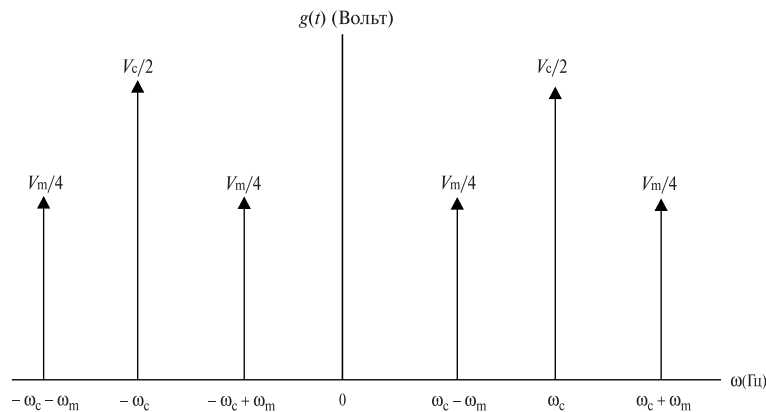 g(t) (Вольт)
Vc/2
Vc/2
Vm/4
Vm/4
Vm/4
Vm/4
ω(Гц)
– ωc – ωm
– ωc
– ωc + ωm
0
ωc – ωm
ωc
ωc + ωm